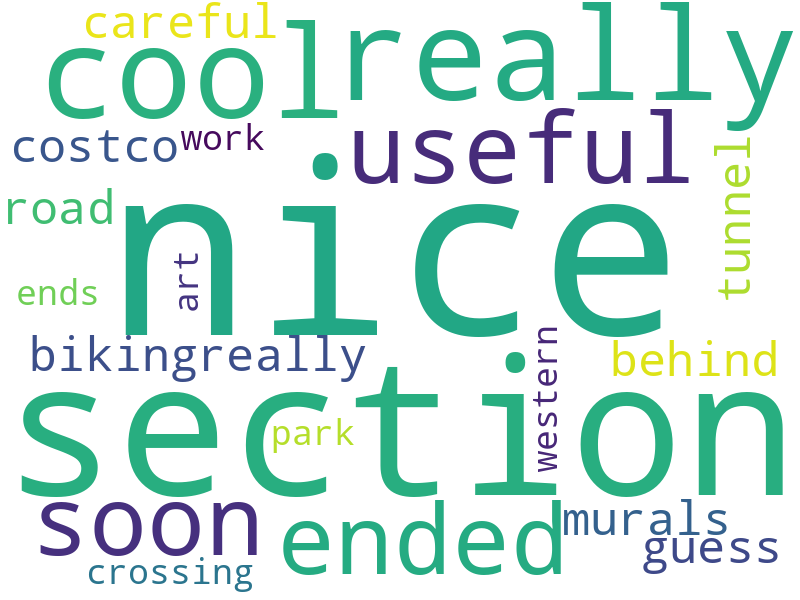 careful
cool
really
costco
work
useful
road
nice
tunnel
art
ends
bikingreally
western
behind
section
park
soon
ended
murals
guess
crossing